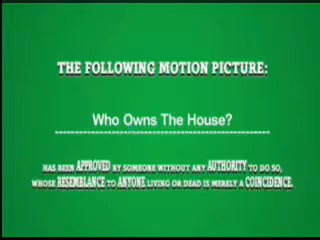 THE FOLLOWING MOTION PICTURE:
Who Owns The House?
HAS BEEN APPROVED BY SOMEONE WITHOUT ANY AUTHORITY TO DO SO,
WHOSE RESEMBLANCE TO ANYONE LIVING OR DEAD IS MERELY A COINCIDENCE.